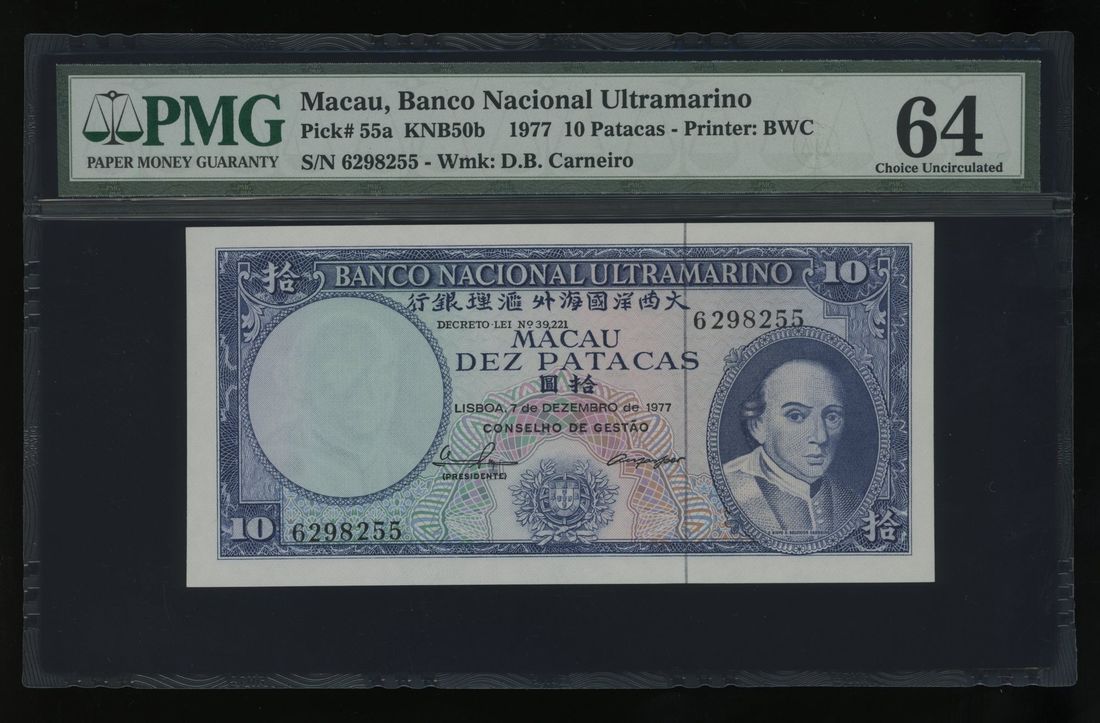 PMG
PAPER MONEY GUARANTY
Macau, Banco Nacional Ultramarino
Pick# 55a KNB50b 1977 10 Patacas - Printer: BWC
S/N 6298255 - Wmk: D.B. Carneiro
64
Choice Uncirculated
拾 BANCO NACIONAL ULTRAMARINO 10
大西洋國海外滙理銀行
DECRETO-LEI Nº 39,221
6298255
MACAU
DEZ PATACAS
拾圓
LISBOA, 7 de DEZEMBRO de 1977
CONSELHO DE GESTÃO
(PRESIDENTE)
10 6298255
拾